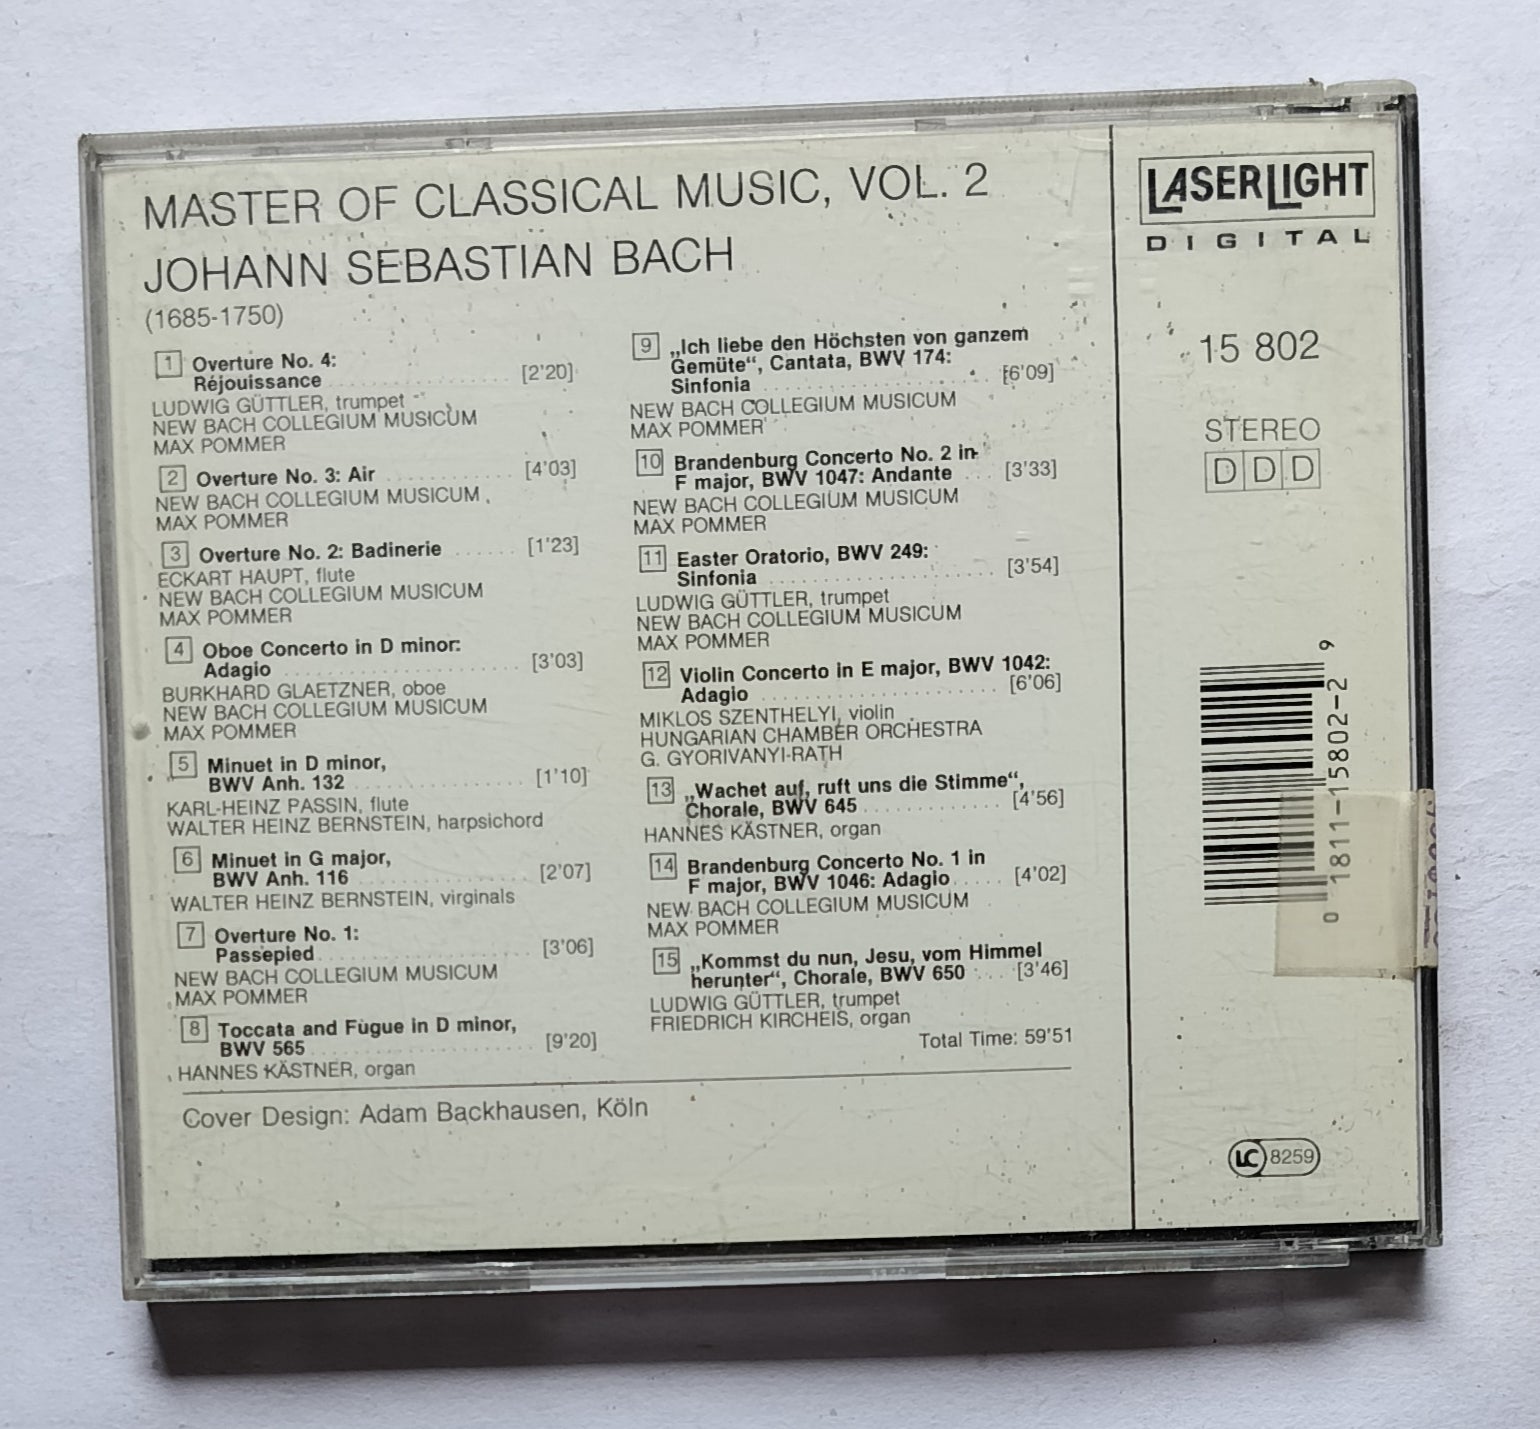 MASTER OF CLASSICAL MUSIC, VOL. 2
JOHANN SEBASTIAN BACH
(1685-1750)
1 Overture No. 4:
Réjouissance [2'20]
LUDWIG GÜTTLER, trumpet
NEW BACH COLLEGIUM MUSICUM
MAX POMMER
2 Overture No. 3: Air [4'03]
NEW BACH COLLEGIUM MUSICUM
MAX POMMER
3 Overture No. 2: Badinerie [1'23]
ECKART HAUPT, flute
NEW BACH COLLEGIUM MUSICUM
MAX POMMER
4 Oboe Concerto in D minor:
Adagio [3'03]
BURKHARD GLAETZNER, oboe
NEW BACH COLLEGIUM MUSICUM
MAX POMMER
5 Minuet in D minor,
BWV Anh. 132 [1'10]
KARL-HEINZ PASSIN, flute
WALTER HEINZ BERNSTEIN, harpsichord
6 Minuet in G major,
BWV Anh. 116 [2'07]
WALTER HEINZ BERNSTEIN, virginals
7 Overture No. 1:
Passepied [3'06]
NEW BACH COLLEGIUM MUSICUM
MAX POMMER
8 Toccata and Fugue in D minor,
BWV 565 [9'20]
HANNES KÄSTNER, organ
9 „Ich liebe den Höchsten von ganzem
Gemüte“, Cantata, BWV 174:
Sinfonia [6'09]
NEW BACH COLLEGIUM MUSICUM
MAX POMMER
10 Brandenburg Concerto No. 2 in
F major, BWV 1047: Andante [3'33]
NEW BACH COLLEGIUM MUSICUM
MAX POMMER
11 Easter Oratorio, BWV 249:
Sinfonia [3'54]
LUDWIG GÜTTLER, trumpet
NEW BACH COLLEGIUM MUSICUM
MAX POMMER
12 Violin Concerto in E major, BWV 1042:
Adagio [6'06]
MIKLOS SZENTHELYI, violin
HUNGARIAN CHAMBER ORCHESTRA
G. GYORIVANYI-RATH
13 „Wachet auf, ruft uns die Stimme“,
Chorale, BWV 645 [4'56]
HANNES KÄSTNER, organ
14 Brandenburg Concerto No. 1 in
F major, BWV 1046: Adagio [4'02]
NEW BACH COLLEGIUM MUSICUM
MAX POMMER
15 „Kommst du nun, Jesu, vom Himmel
herunter“, Chorale, BWV 650 [3'46]
LUDWIG GÜTTLER, trumpet
FRIEDRICH KIRCHEIS, organ
Total Time: 59'51
Cover Design: Adam Backhausen, Köln
LASERLIGHT
DIGITAL
15 802
STEREO
DDD
0 1811-15802-2 9
LC 8259